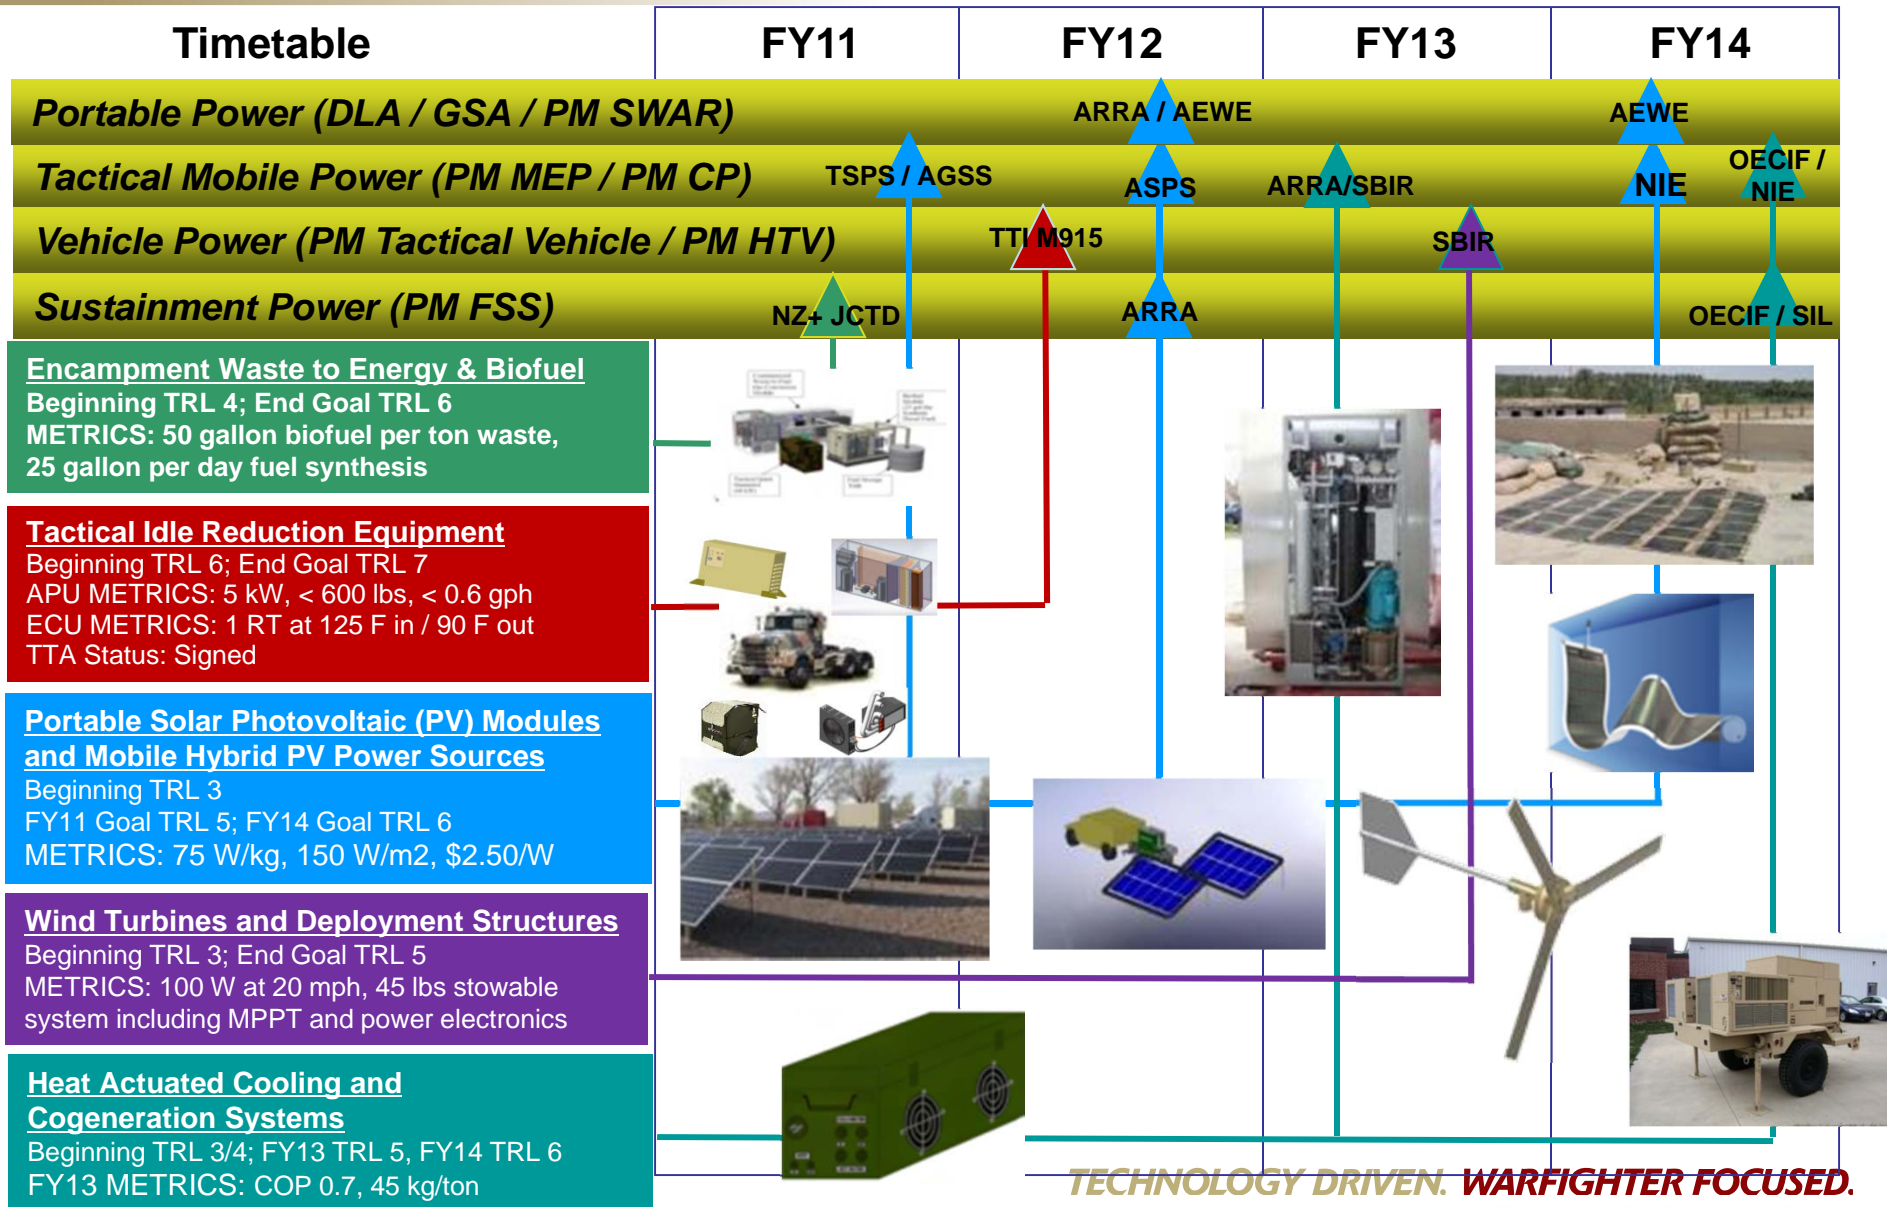 Timetable FY11 FY12 FY13 FY14
Portable Power (DLA / GSA / PM SWAR) ARRA / AEWE AEWE
Tactical Mobile Power (PM MEP / PM CP) TSPS / AGSS ASPS ARRA/SBIR NIE OECIF / NIE
Vehicle Power (PM Tactical Vehicle / PM HTV) TTI M915 SBIR
Sustainment Power (PM FSS) NZ+ JCTD ARRA OECIF / SIL
Encampment Waste to Energy & Biofuel
Beginning TRL 4; End Goal TRL 6
METRICS: 50 gallon biofuel per ton waste,
25 gallon per day fuel synthesis
Tactical Idle Reduction Equipment
Beginning TRL 6; End Goal TRL 7
APU METRICS: 5 kW, < 600 lbs, < 0.6 gph
ECU METRICS: 1 RT at 125 F in / 90 F out
TTA Status: Signed
Portable Solar Photovoltaic (PV) Modules
and Mobile Hybrid PV Power Sources
Beginning TRL 3
FY11 Goal TRL 5; FY14 Goal TRL 6
METRICS: 75 W/kg, 150 W/m2, $2.50/W
Wind Turbines and Deployment Structures
Beginning TRL 3; End Goal TRL 5
METRICS: 100 W at 20 mph, 45 lbs stowable
system including MPPT and power electronics
Heat Actuated Cooling and
Cogeneration Systems
Beginning TRL 3/4; FY13 TRL 5, FY14 TRL 6
FY13 METRICS: COP 0.7, 45 kg/ton
TECHNOLOGY DRIVEN. WARFIGHTER FOCUSED.